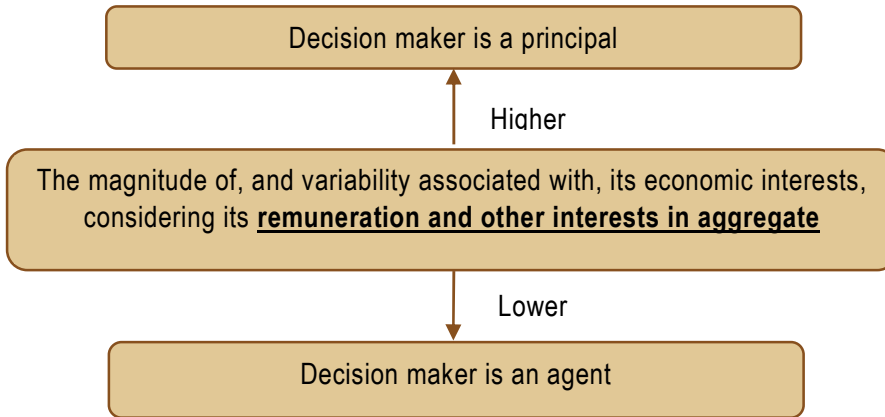 Decision maker is a principal
Higher
The magnitude of, and variability associated with, its economic interests,
considering its remuneration and other interests in aggregate
Lower
Decision maker is an agent